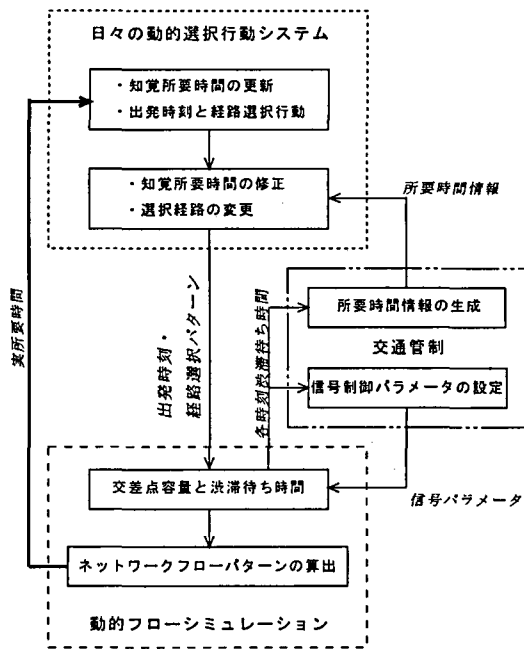 日々の動的選択行動システム
・知覚所要時間の更新
・出発時刻と経路選択行動
・知覚所要時間の修正
・選択経路の変更
所要時間情報
実所要時間
出発時刻・
経路選択パターン
各時刻渋滞待ち時間
所要時間情報の生成
交通管制
信号制御パラメータの設定
交差点容量と渋滞待ち時間
信号パラメータ
ネットワークフローパターンの算出
動的フローシミュレーション